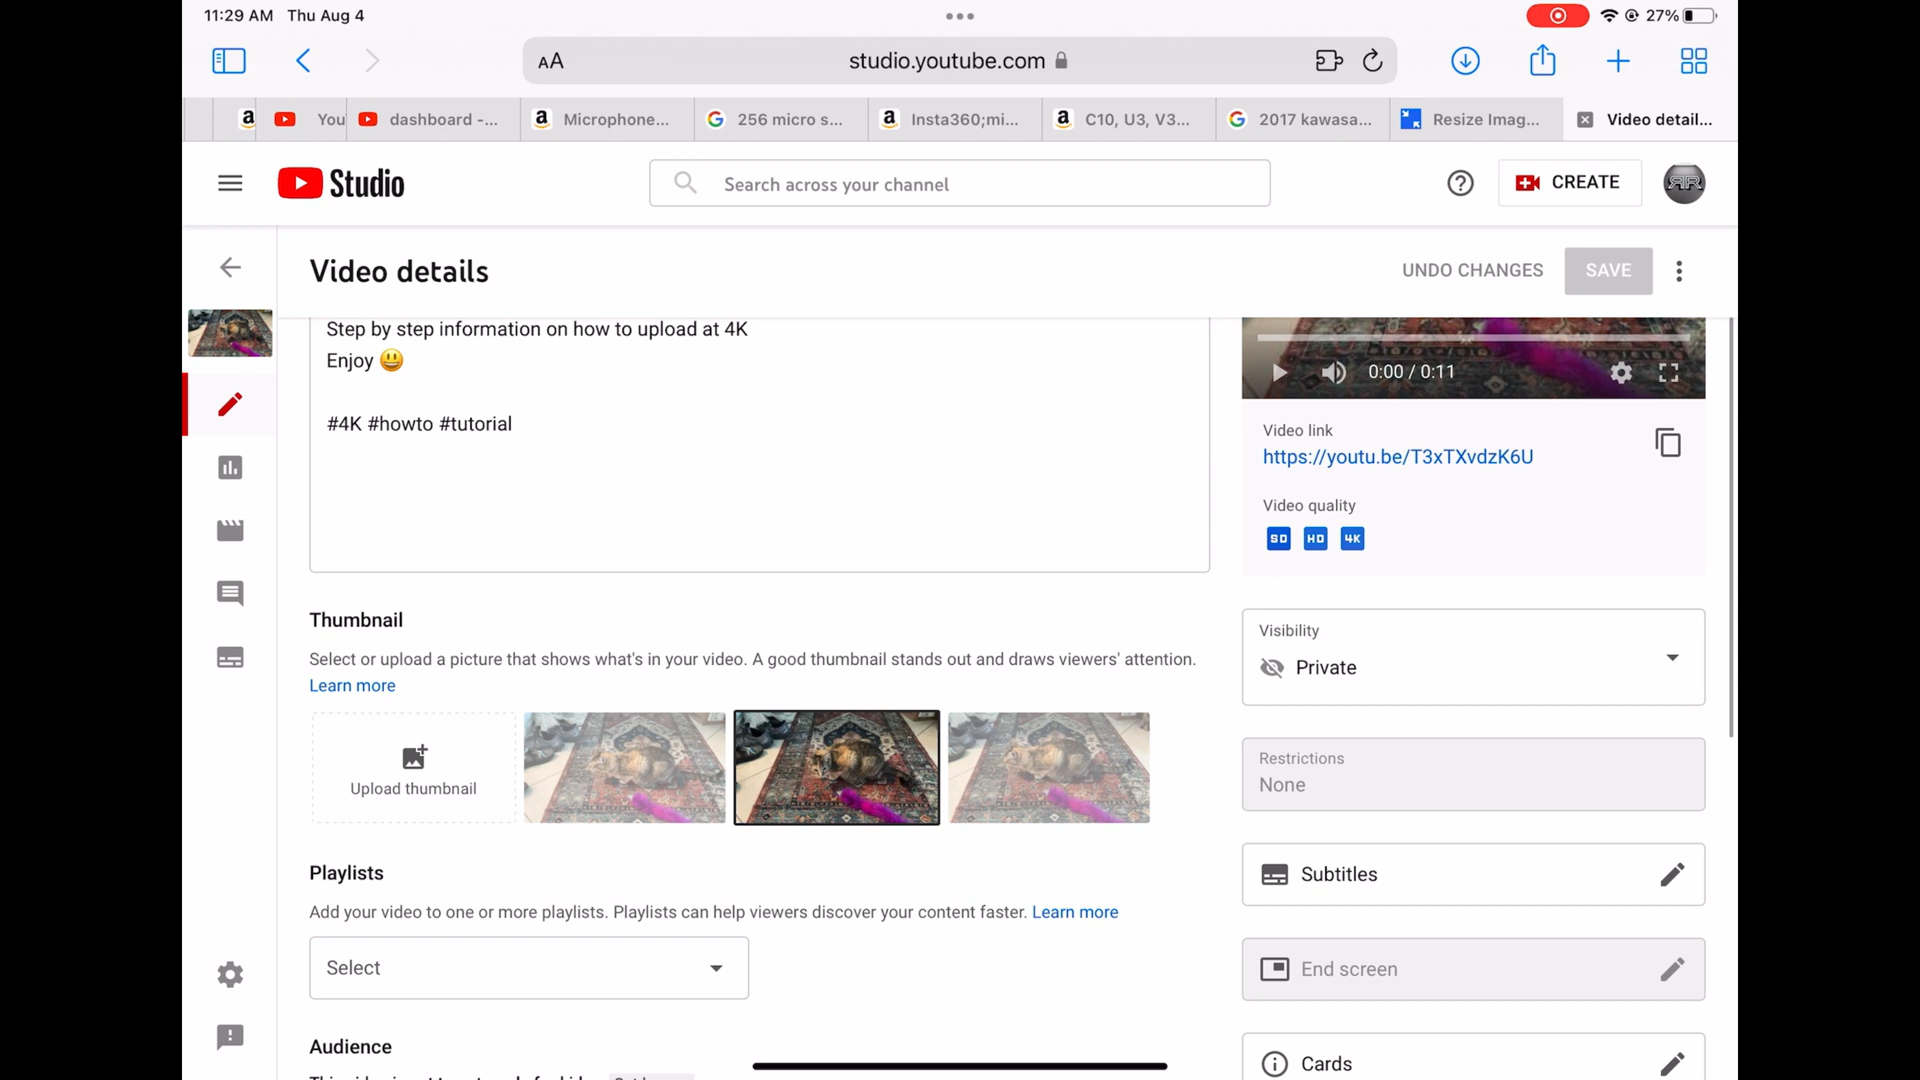 11:29 AM Thu Aug 4
27%
AA
studio.youtube.com
You
dashboard -...
Microphone...
256 micro s...
Insta360;mi...
C10, U3, V3...
2017 kawasa...
Resize Imag...
Video detail...
Studio
Search across your channel
CREATE
Video details
UNDO CHANGES
SAVE
Step by step information on how to upload at 4K
Enjoy 😃
#4K #howto #tutorial
0:00 / 0:11
Video link
https://youtu.be/T3xTXvdzK6U
Video quality
SD HD 4K
Thumbnail
Select or upload a picture that shows what's in your video. A good thumbnail stands out and draws viewers' attention.
Learn more
Upload thumbnail
Visibility
Private
Restrictions
None
Playlists
Add your video to one or more playlists. Playlists can help viewers discover your content faster. Learn more
Select
Subtitles
End screen
Audience
Cards